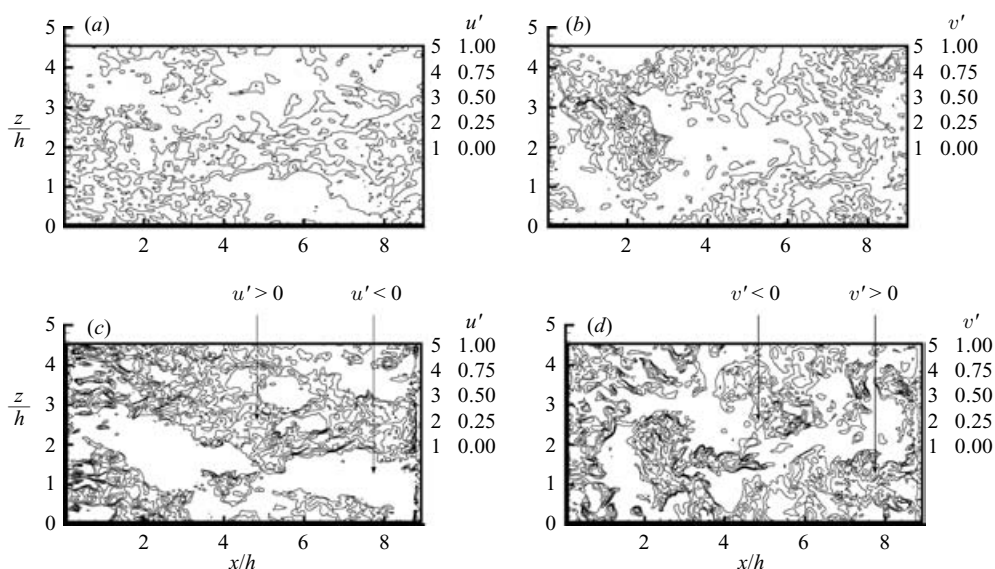 5 (a) u′ 5 (b) v′
4 5 1.00 4 5 1.00
4 0.75 4 0.75
3 3 0.50 3 3 0.50
z/h 2 2 0.25 2 2 0.25
1 0.00 1 0.00
1 1
0 0
2 4 6 8 2 4 6 8
u′ > 0 u′ < 0 v′ < 0 v′ > 0
5 (c) u′ 5 (d) v′
4 5 1.00 4 5 1.00
4 0.75 4 0.75
3 3 0.50 3 3 0.50
z/h 2 2 0.25 2 2 0.25
1 0.00 1 0.00
1 1
0 0
2 4 6 8 2 4 6 8
x/h x/h